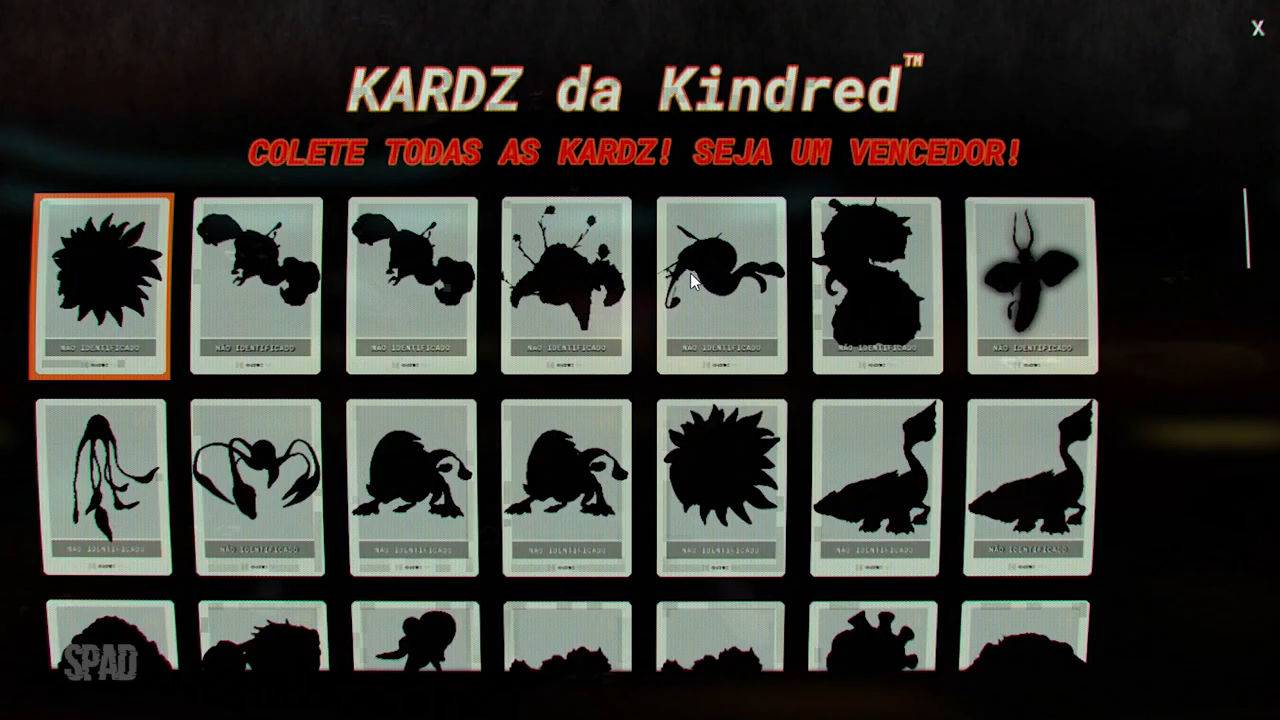 X
KARDZ da Kindred™
COLETE TODAS AS KARDZ! SEJA UM VENCEDOR!
NÃO IDENTIFICADO
NÃO IDENTIFICADO
NÃO IDENTIFICADO
NÃO IDENTIFICADO
NÃO IDENTIFICADO
NÃO IDENTIFICADO
NÃO IDENTIFICADO
NÃO IDENTIFICADO
NÃO IDENTIFICADO
NÃO IDENTIFICADO
NÃO IDENTIFICADO
NÃO IDENTIFICADO
NÃO IDENTIFICADO
NÃO IDENTIFICADO
SPAD